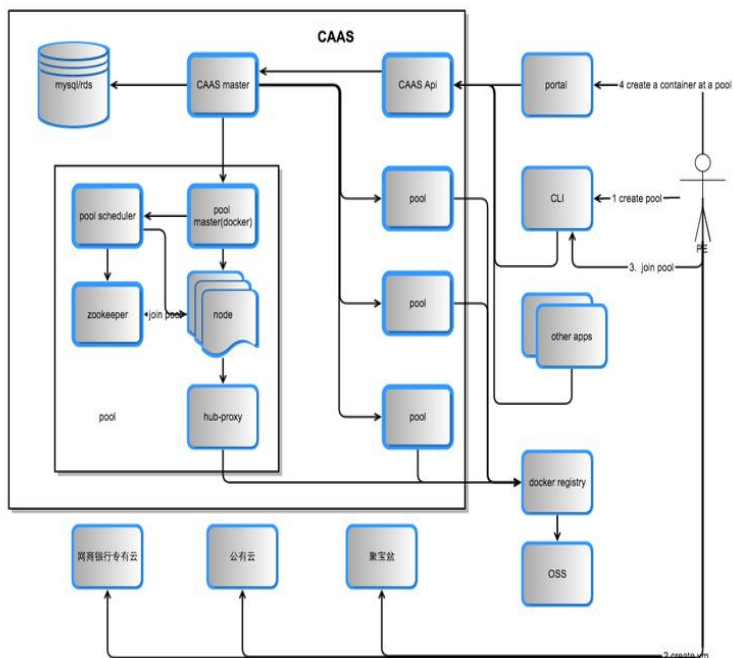 CAAS
mysql/rds
CAAS master
CAAS Api
portal
4 create a container at a pool
pool scheduler
pool
master(docker)
pool
CLI
1 create pool
PE
3. join pool
zookeeper
join pool
node
pool
other apps
pool
hub-proxy
pool
docker registry
网商银行专有云
公有云
聚宝盆
OSS
2 create vm